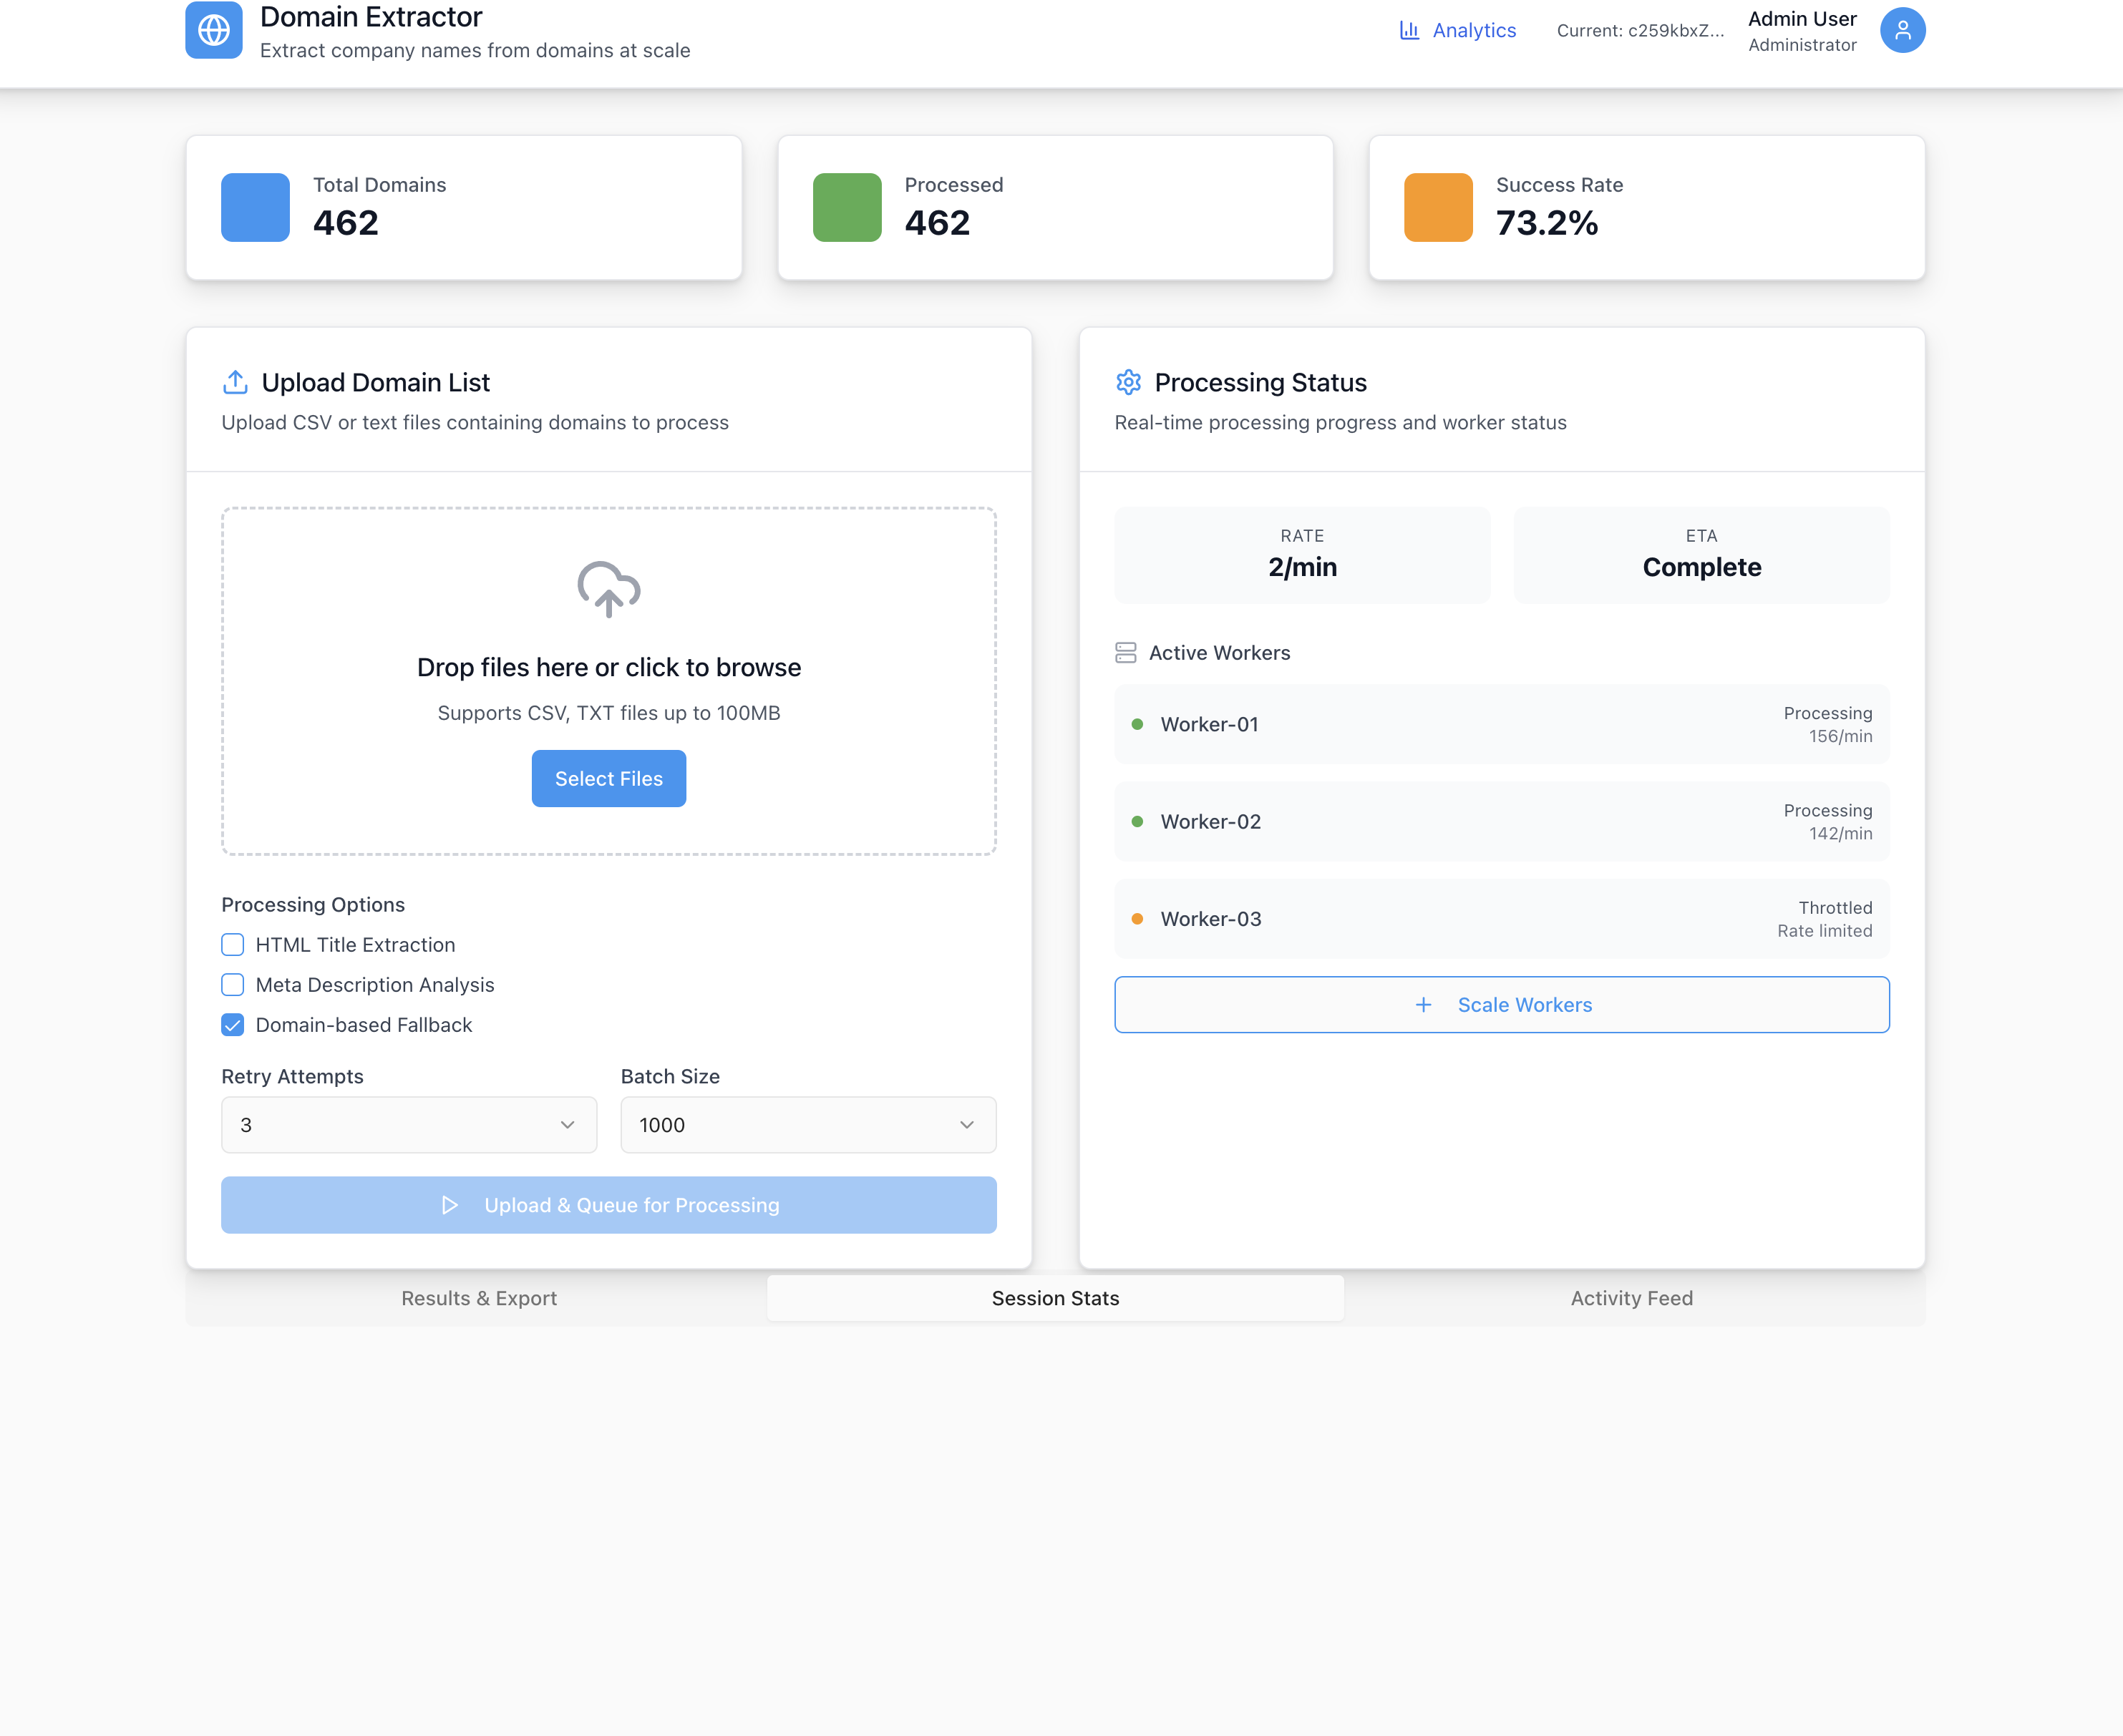 Domain Extractor
Extract company names from domains at scale
Analytics
Current: c259kbxZ...
Admin User
Administrator
Total Domains
462
Processed
462
Success Rate
73.2%
Upload Domain List
Upload CSV or text files containing domains to process
Drop files here or click to browse
Supports CSV, TXT files up to 100MB
Select Files
Processing Options
HTML Title Extraction
Meta Description Analysis
Domain-based Fallback
Retry Attempts
3
Batch Size
1000
Upload & Queue for Processing
Processing Status
Real-time processing progress and worker status
RATE
2/min
ETA
Complete
Active Workers
Worker-01
Processing
156/min
Worker-02
Processing
142/min
Worker-03
Throttled
Rate limited
Scale Workers
Results & Export
Session Stats
Activity Feed